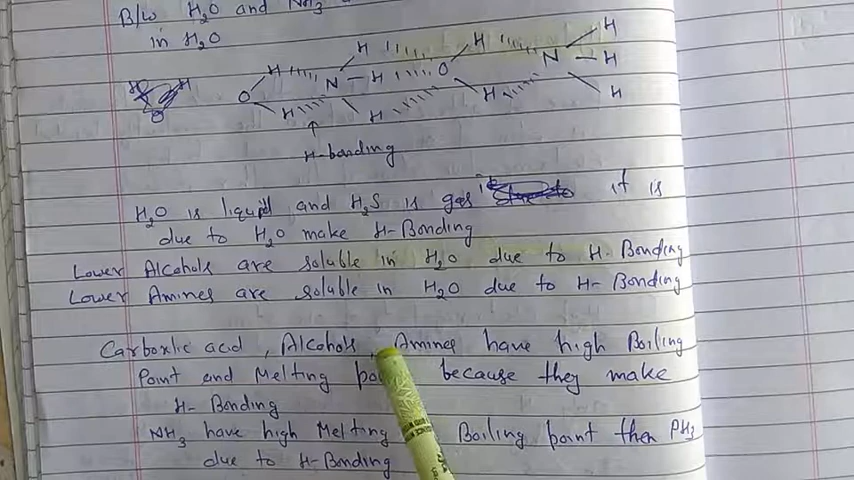 B/w H₂O and NH₃
in H₂O
H H H H
H N H O N H
O H H H H
H-bonding
H₂O is liquid and H₂S is gas it is
due to H₂O make H-Bonding
Lower Alcohols are soluble in H₂O due to H-Bonding
Lower Amines are soluble in H₂O due to H-Bonding
Carboxlic acid, Alcohols, Amines have high Boiling
Point and Melting because they make
H-Bonding
NH₃ have high Melting Boiling point then PH₃
due to H-Bonding